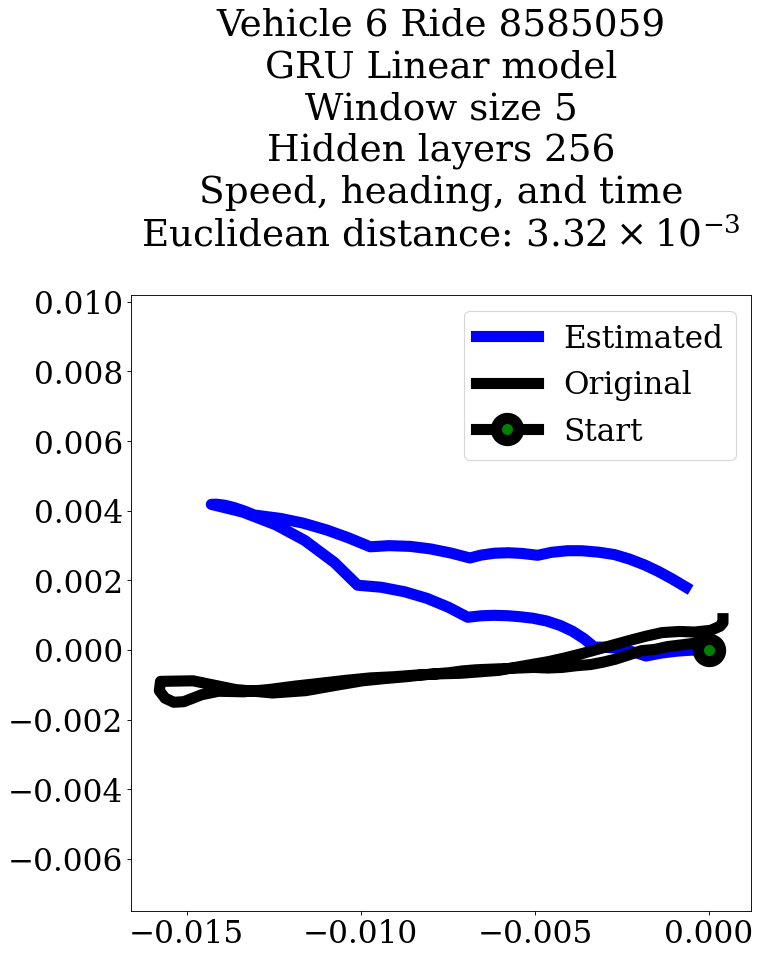 Vehicle 6 Ride 8585059
GRU Linear model
Window size 5
Hidden layers 256
Speed, heading, and time
Euclidean distance: 3.32 × 10⁻³
Estimated
Original
Start
0.010
0.008
0.006
0.004
0.002
0.000
−0.002
−0.004
−0.006
−0.015 −0.010 −0.005 0.000